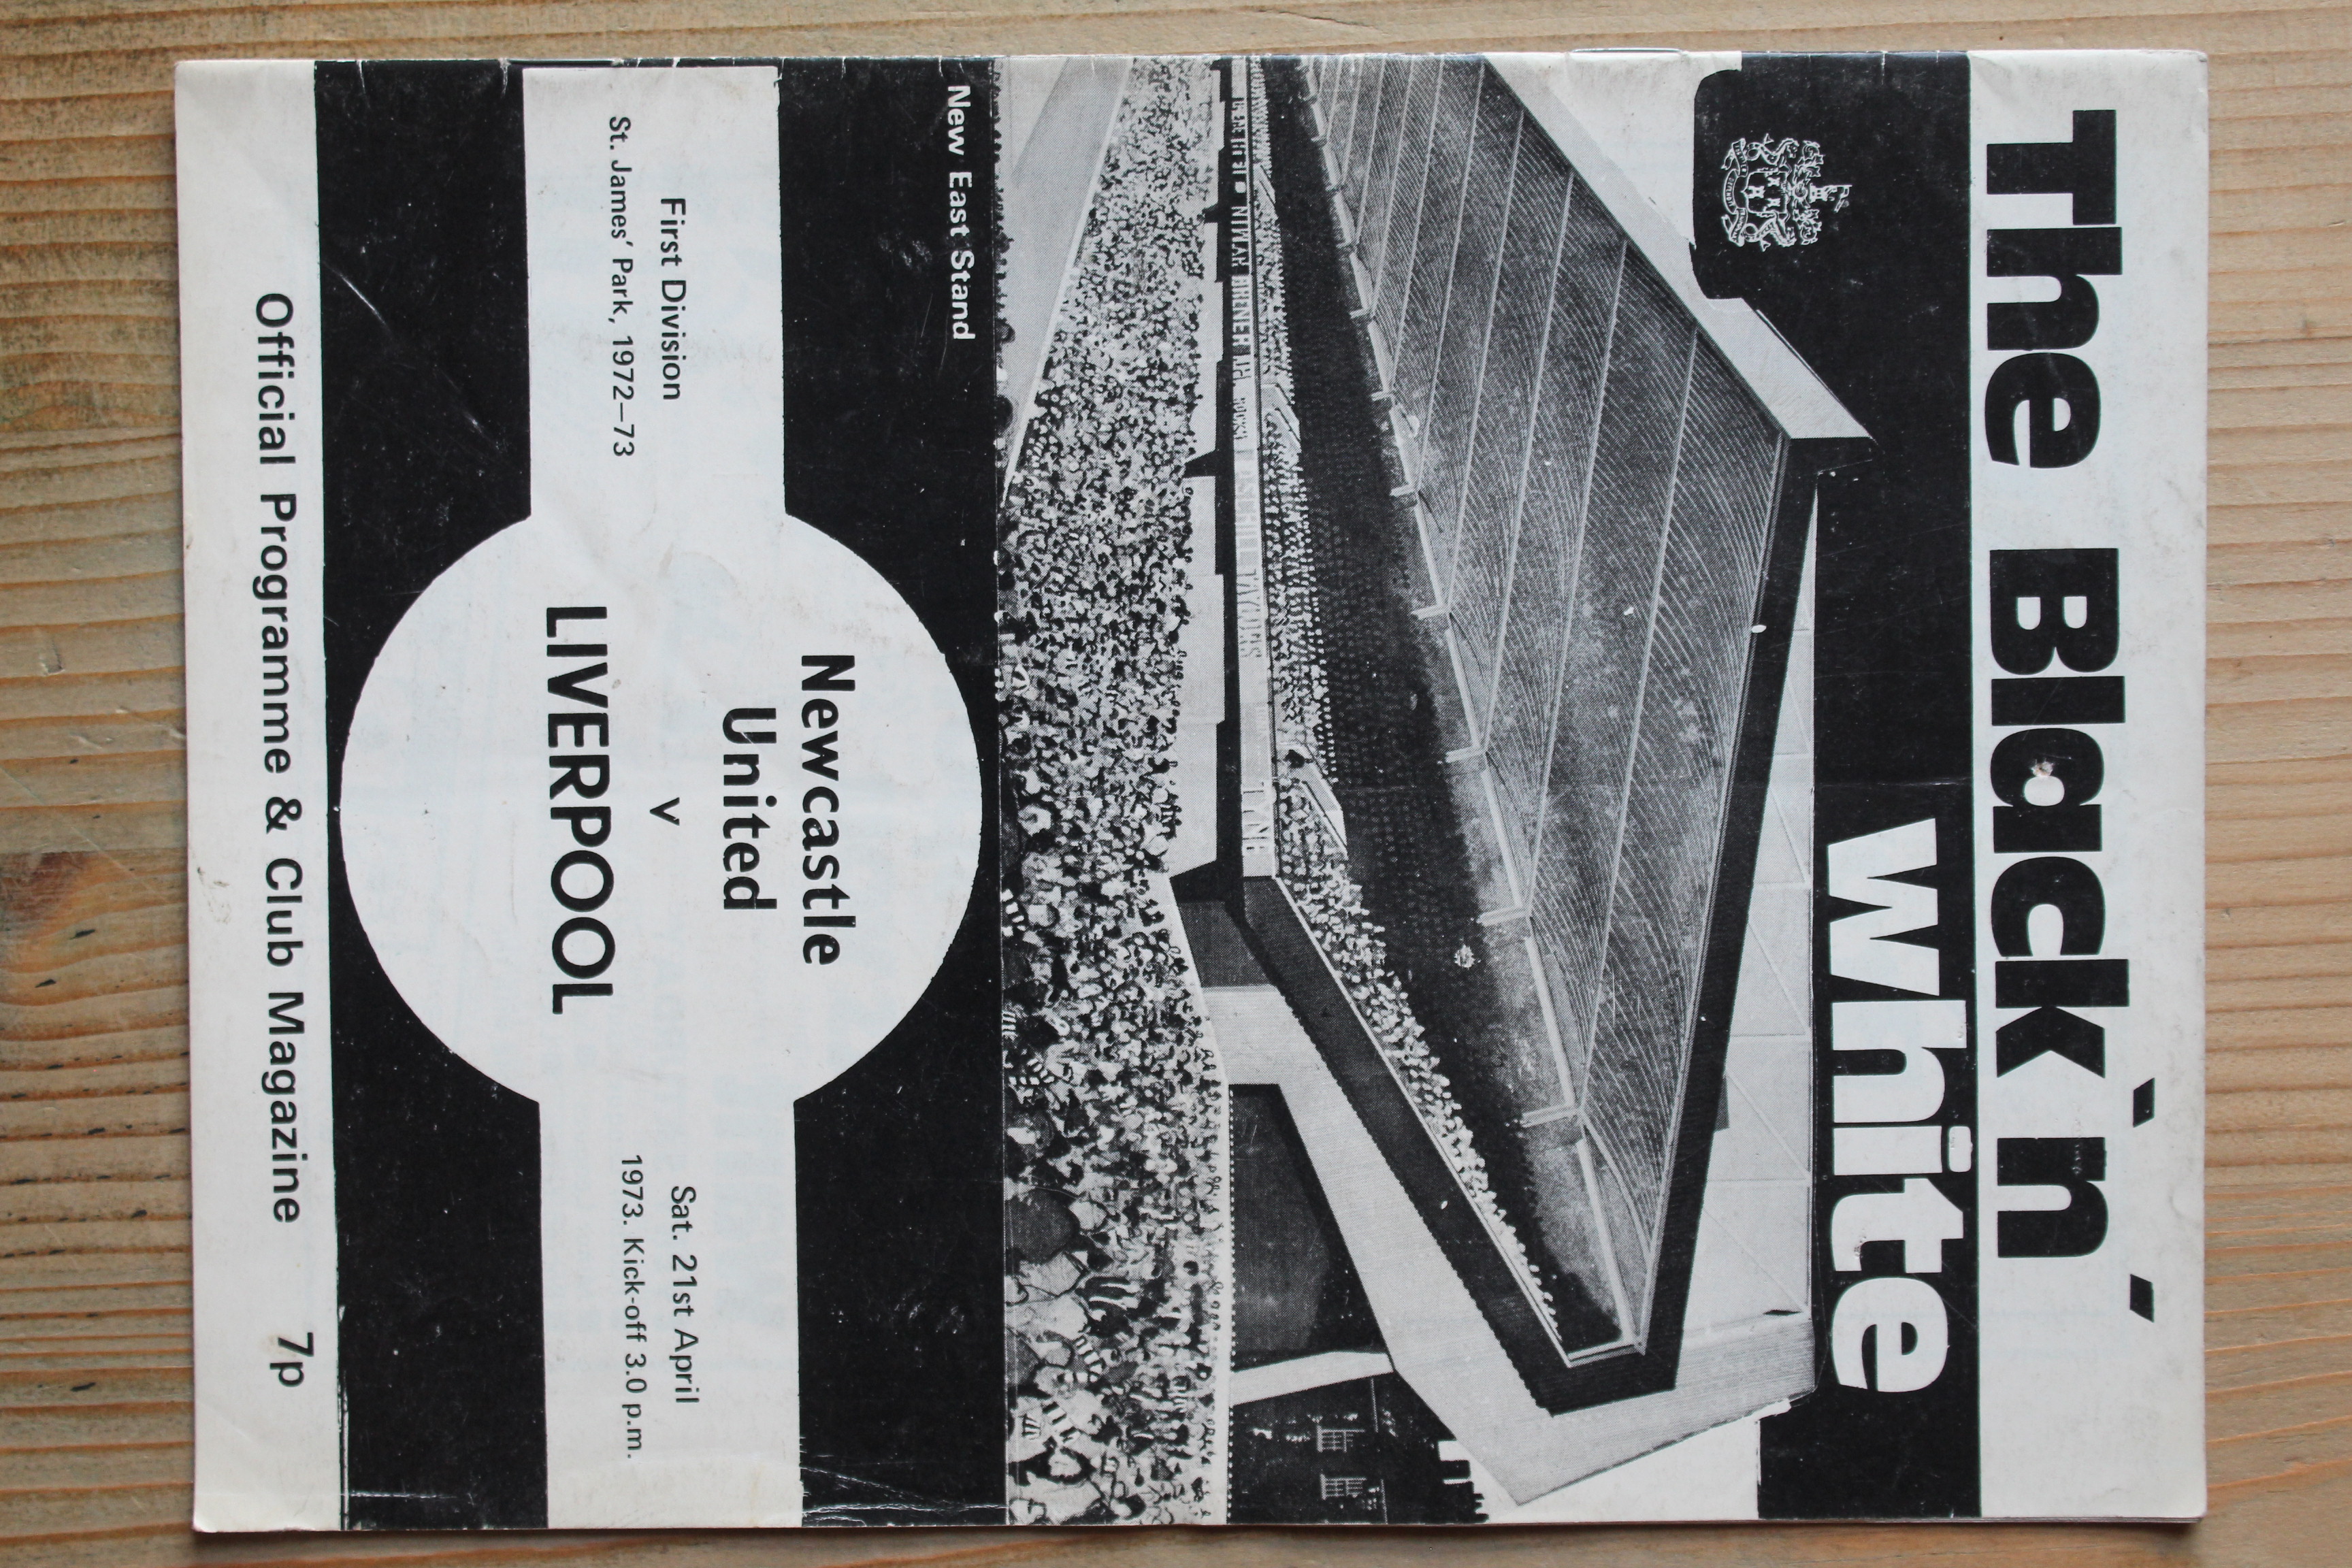 The Black 'n'
white
New East Stand
Newcastle
United
v
LIVERPOOL
First Division
St. James' Park, 1972–73
Sat. 21st April
1973. Kick-off 3.0 p.m.
Official Programme & Club Magazine 7p